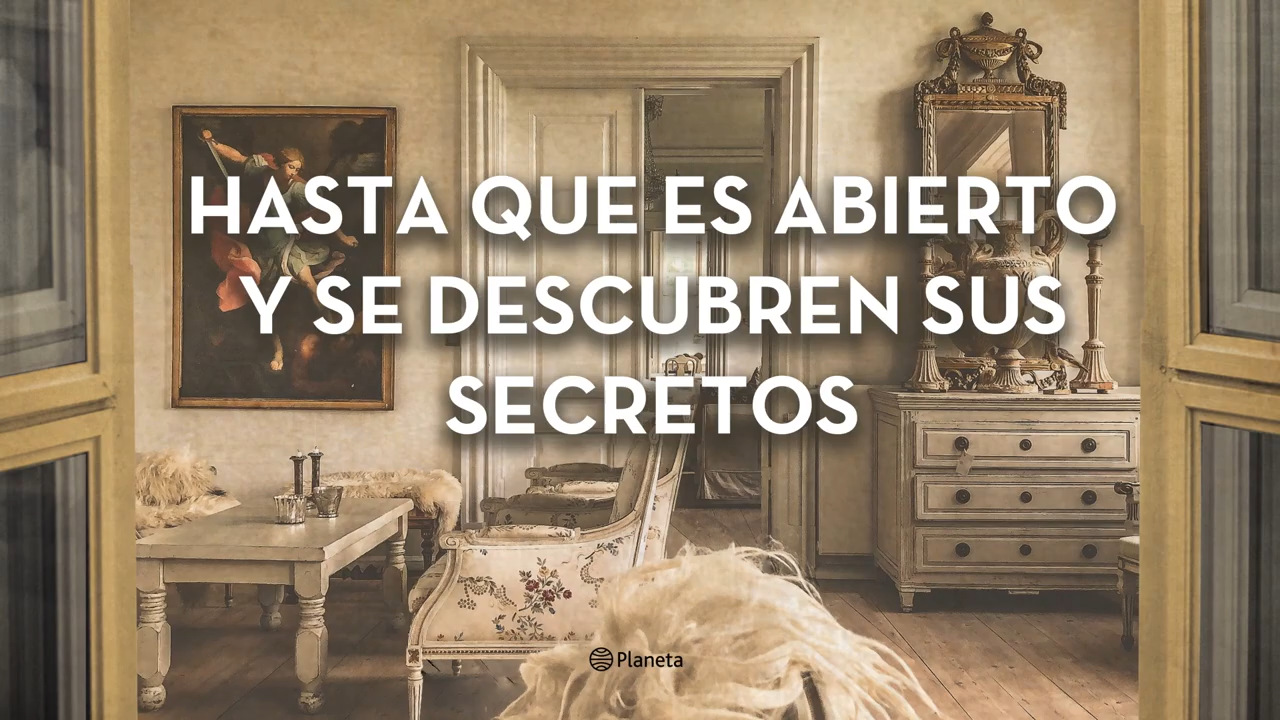 HASTA QUE ES ABIERTO
Y SE DESCUBREN SUS
SECRETOS
Planeta